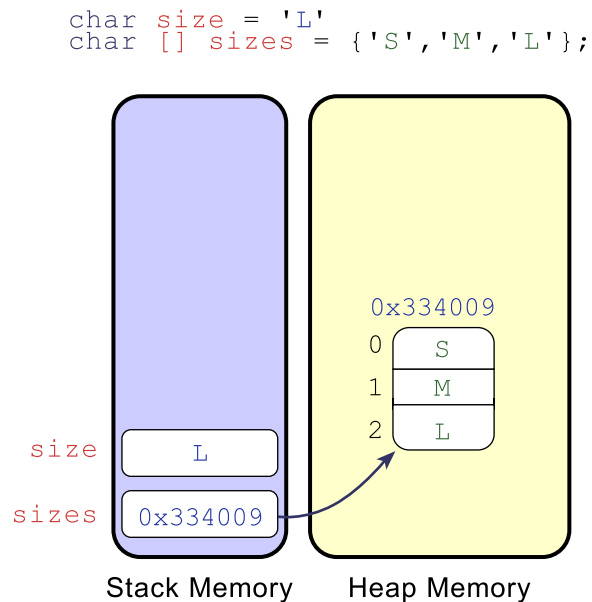 char size = 'L'
char [] sizes = {'S','M','L'};
0x334009
0 S
1 M
2 L
size L
sizes 0x334009
Stack Memory Heap Memory